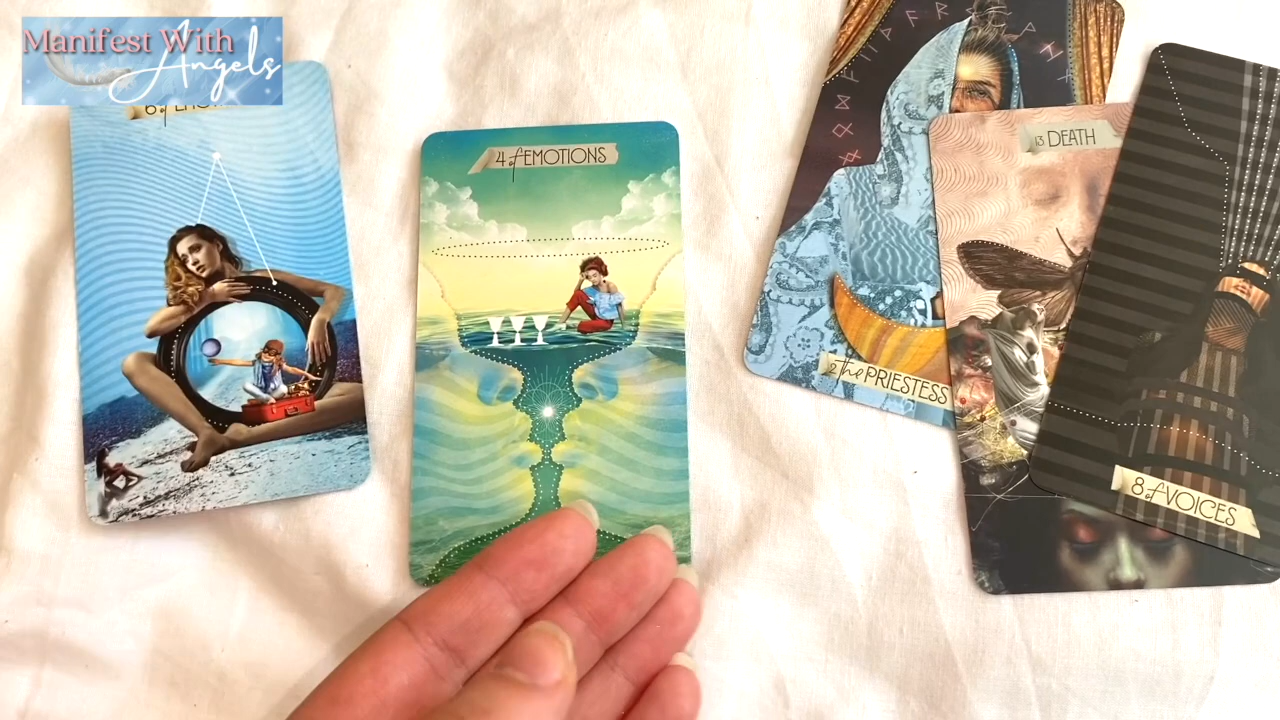 Manifest With
Angels
4 of EMOTIONS
13 DEATH
2 the PRIESTESS
8 of VOICES